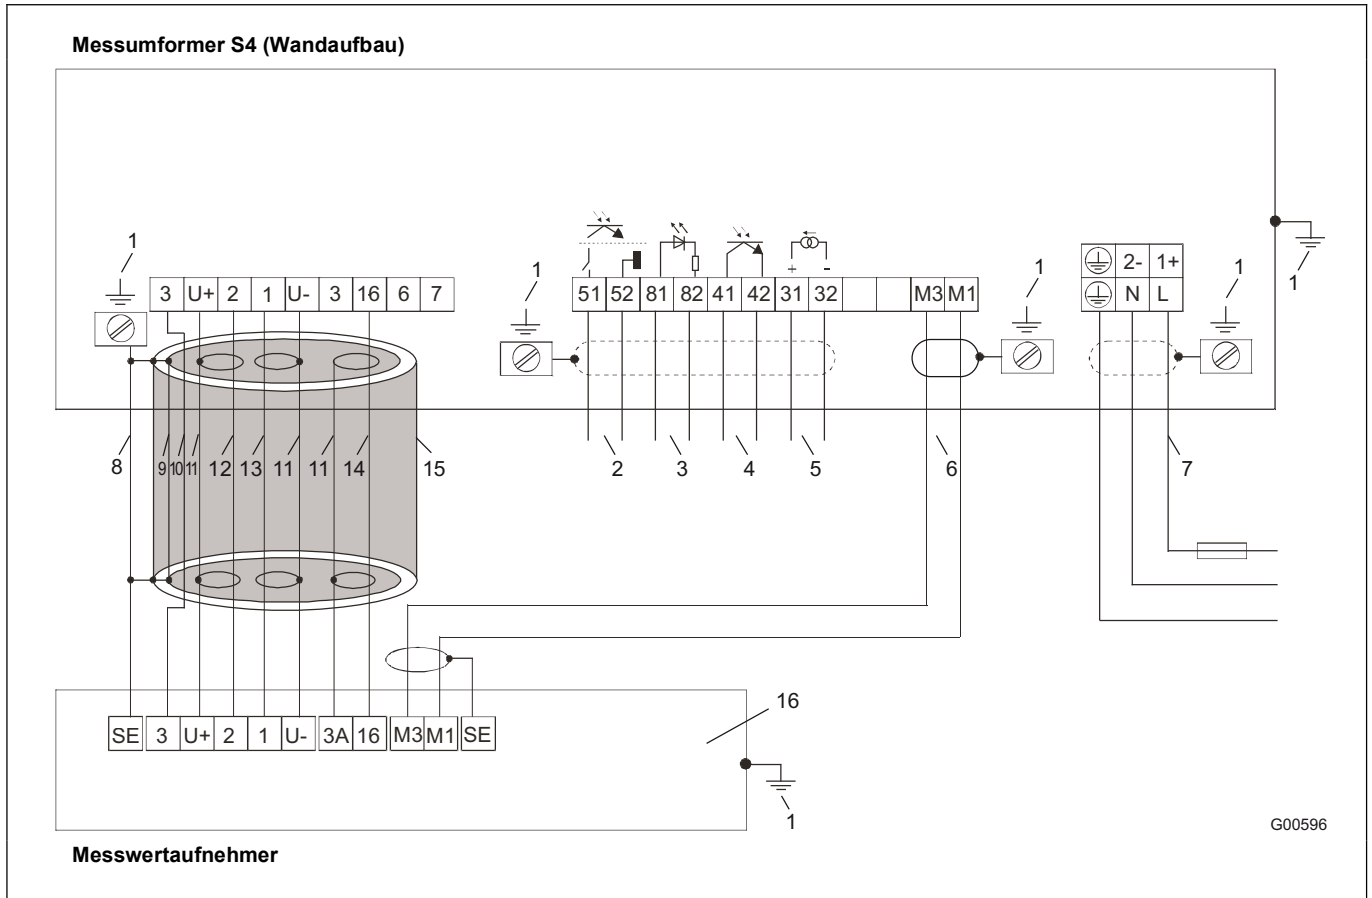 Messumformer S4 (Wandaufbau)
1 1 1 1 1
3 U+ 2 1 U- 3 16 6 7
+ -
51 52 81 82 41 42 31 32 M3 M1
2- 1+
N L
8 9 10 11 12 13 11 11 14 15 2 3 4 5 6 7
16
SE 3 U+ 2 1 U- 3A 16 M3 M1 SE
1
G00596
Messwertaufnehmer